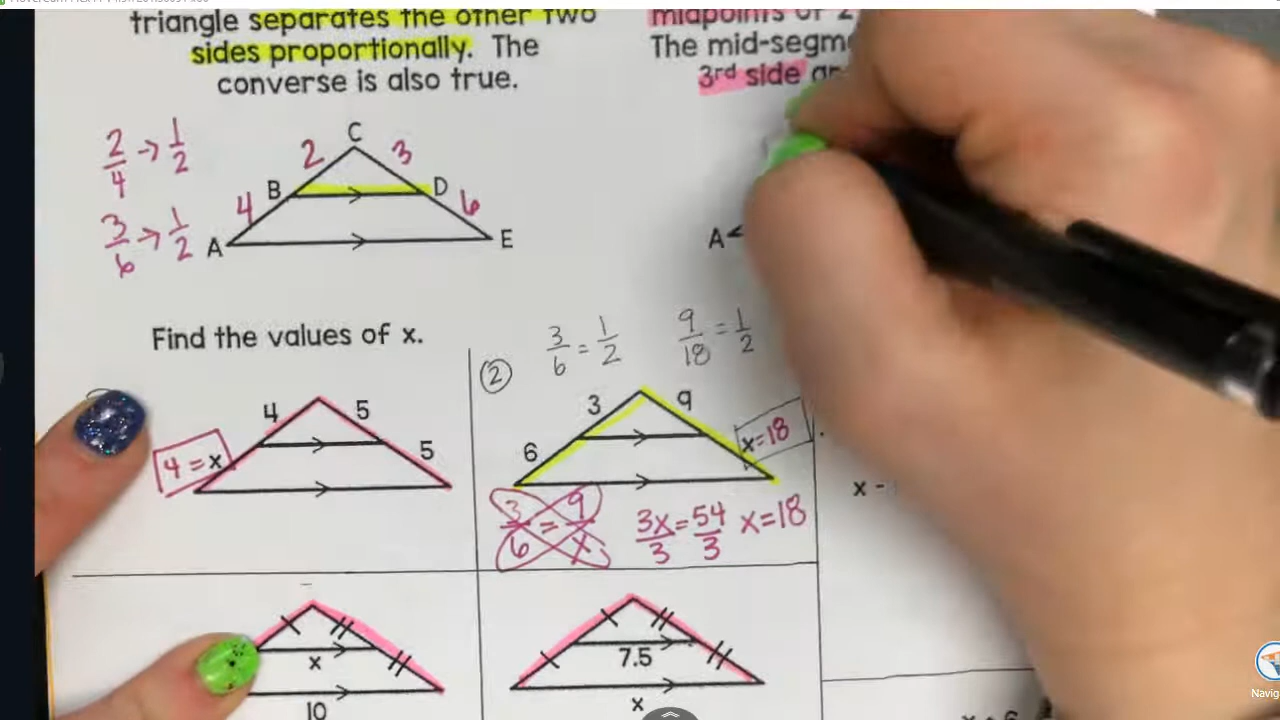 triangle separates the other two
sides proportionally. The
converse is also true.
midpoints of 2
The mid-segm
3rd side an
2/4 → 1/2
3/6 → 1/2
C
2
3
B
D
4
6
A
E
A
Find the values of x.
3/6 = 1/2
9/18 = 1/2
4
5
4 = x
5
②
3
9
6
x=18
3/6 = 9/x
3x/3 = 54/3 x=18
x -
x
10
7.5
x
Navig